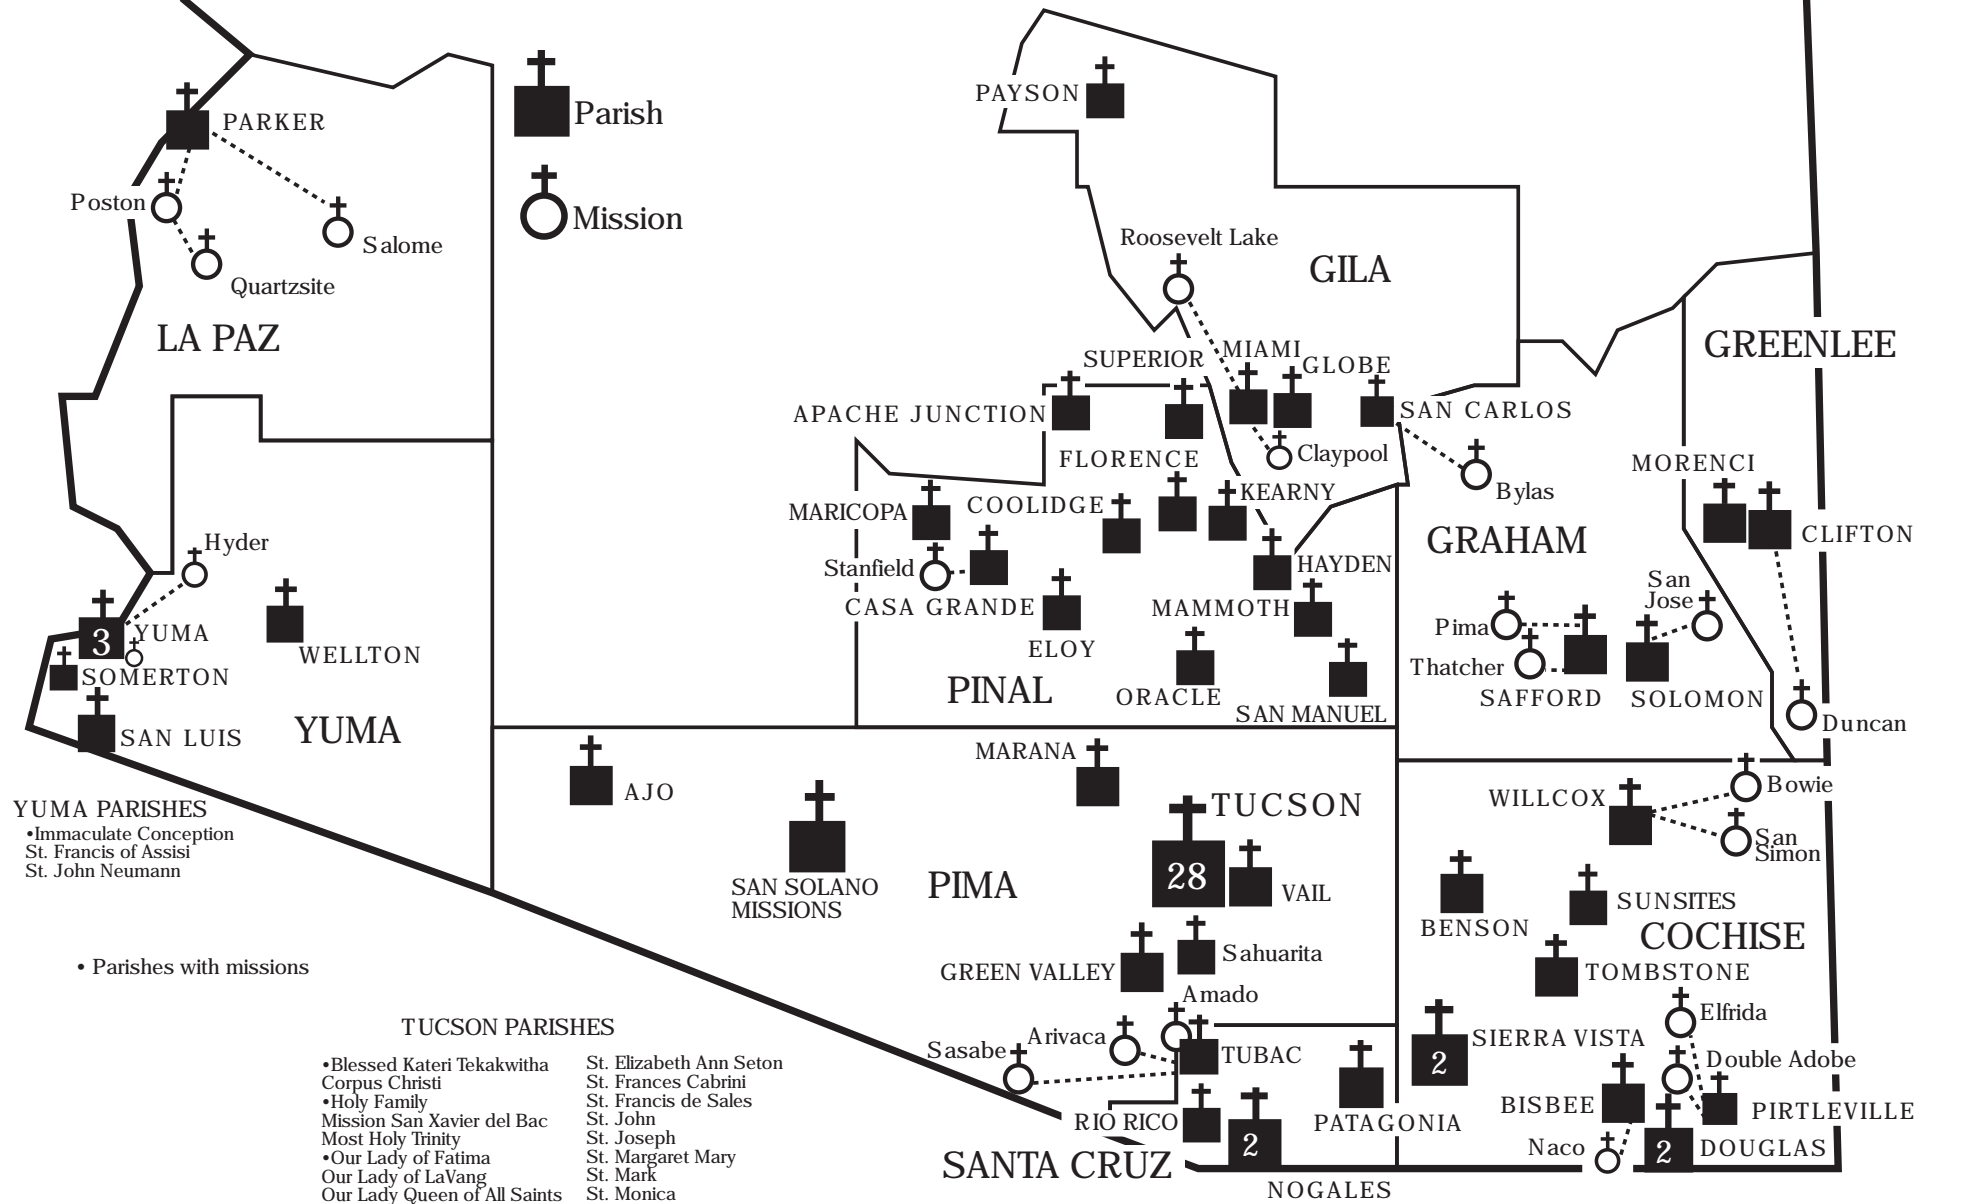 PARKER
Poston
Salome
Quartzsite
LA PAZ
Parish
Mission
PAYSON
Roosevelt Lake
GILA
GREENLEE
SUPERIOR
MIAMI
GLOBE
APACHE JUNCTION
SAN CARLOS
FLORENCE
Claypool
MORENCI
Bylas
MARICOPA
COOLIDGE
KEARNY
GRAHAM
CLIFTON
Hyder
Stanfield
HAYDEN
CASA GRANDE
MAMMOTH
San
Jose
3
YUMA
WELLTON
ELOY
Pima
Thatcher
SOMERTON
PINAL
ORACLE
SAFFORD
SOLOMON
SAN MANUEL
Duncan
SAN LUIS
YUMA
MARANA
AJO
TUCSON
WILLCOX
Bowie
San
Simon
YUMA PARISHES
•Immaculate Conception
St. Francis of Assisi
St. John Neumann
SAN SOLANO
MISSIONS
PIMA
28
VAIL
BENSON
SUNSITES
COCHISE
• Parishes with missions
GREEN VALLEY
Sahuarita
TOMBSTONE
Amado
Elfrida
Arivaca
Sasabe
TUBAC
2
SIERRA VISTA
Double Adobe
RIO RICO
2
PATAGONIA
BISBEE
PIRTLEVILLE
Naco
2
DOUGLAS
SANTA CRUZ
NOGALES
TUCSON PARISHES
•Blessed Kateri Tekakwitha
Corpus Christi
•Holy Family
Mission San Xavier del Bac
Most Holy Trinity
•Our Lady of Fatima
Our Lady of LaVang
Our Lady Queen of All Saints
St. Elizabeth Ann Seton
St. Frances Cabrini
St. Francis de Sales
St. John
St. Joseph
St. Margaret Mary
St. Mark
St. Monica